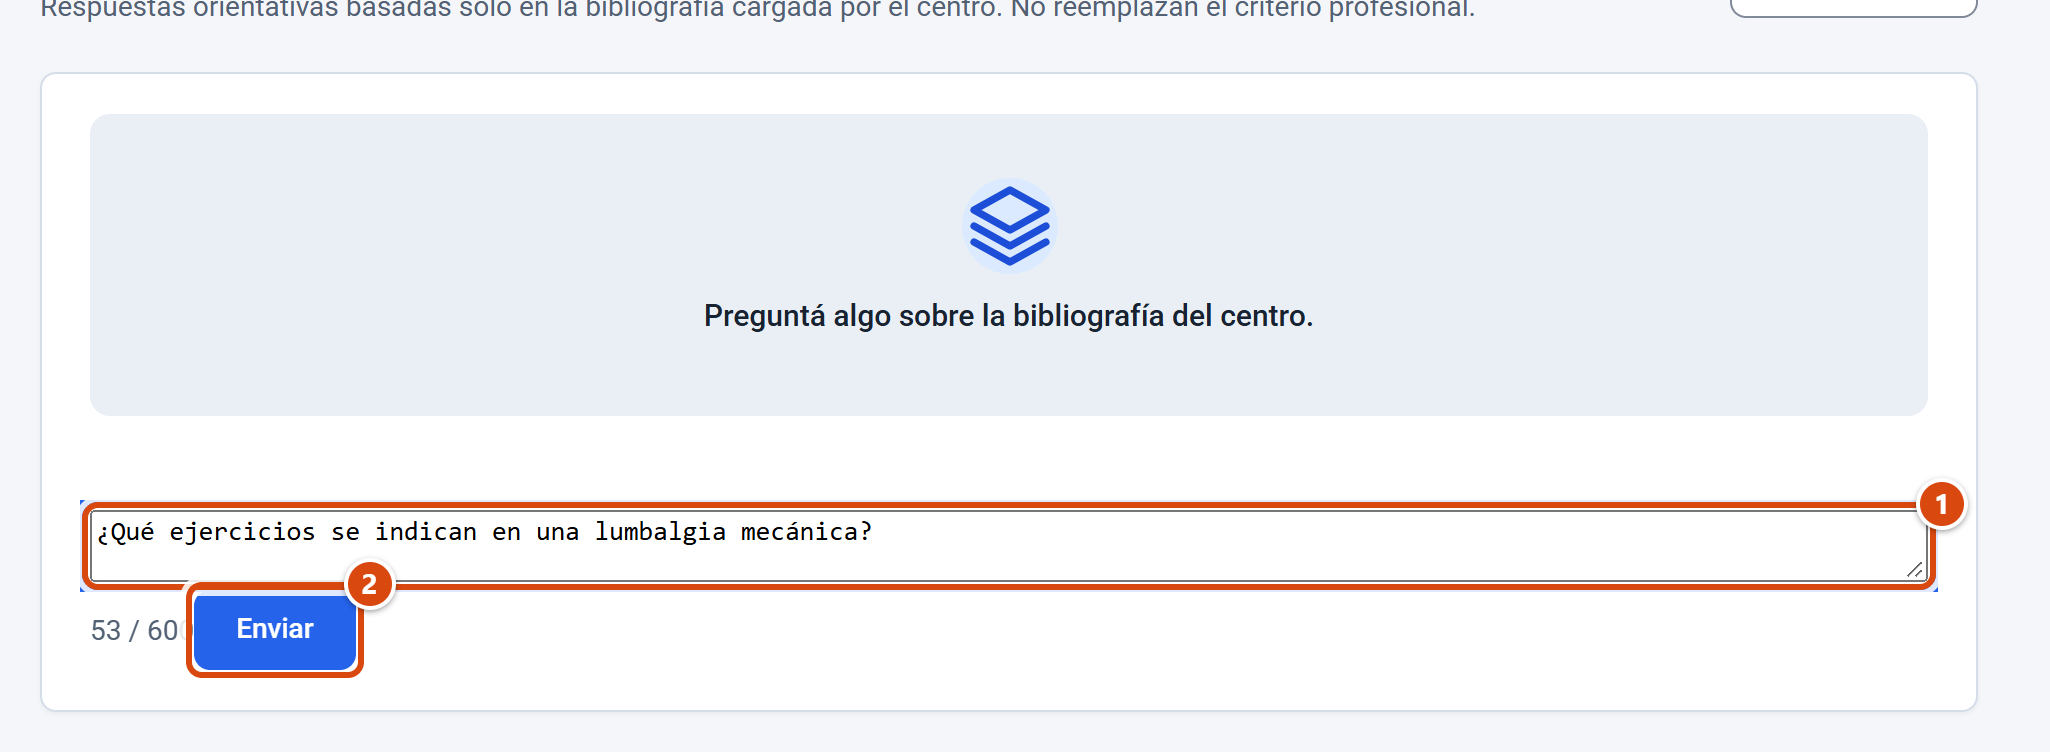 Respuestas orientativas basadas solo en la bibliografía cargada por el centro. No reemplazan el criterio profesional.
Preguntá algo sobre la bibliografía del centro.
1
¿Qué ejercicios se indican en una lumbalgia mecánica?
2
53 / 600
Enviar